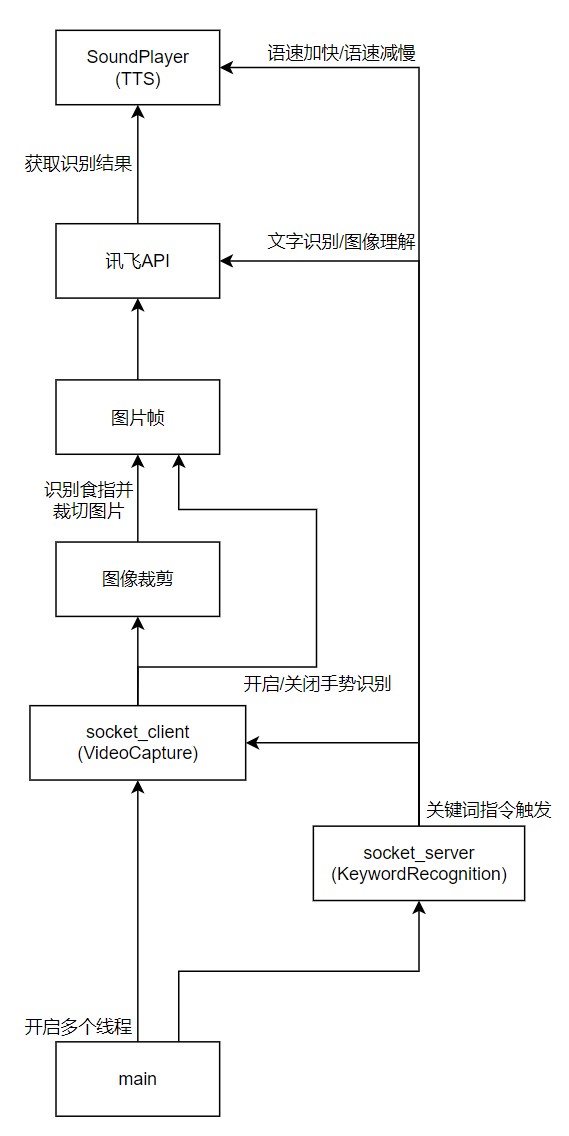 SoundPlayer
(TTS)
语速加快/语速减慢
获取识别结果
讯飞API
文字识别/图像理解
图片帧
识别食指并
裁切图片
图像裁剪
开启/关闭手势识别
socket_client
(VideoCapture)
关键词指令触发
socket_server
(KeywordRecognition)
开启多个线程
main